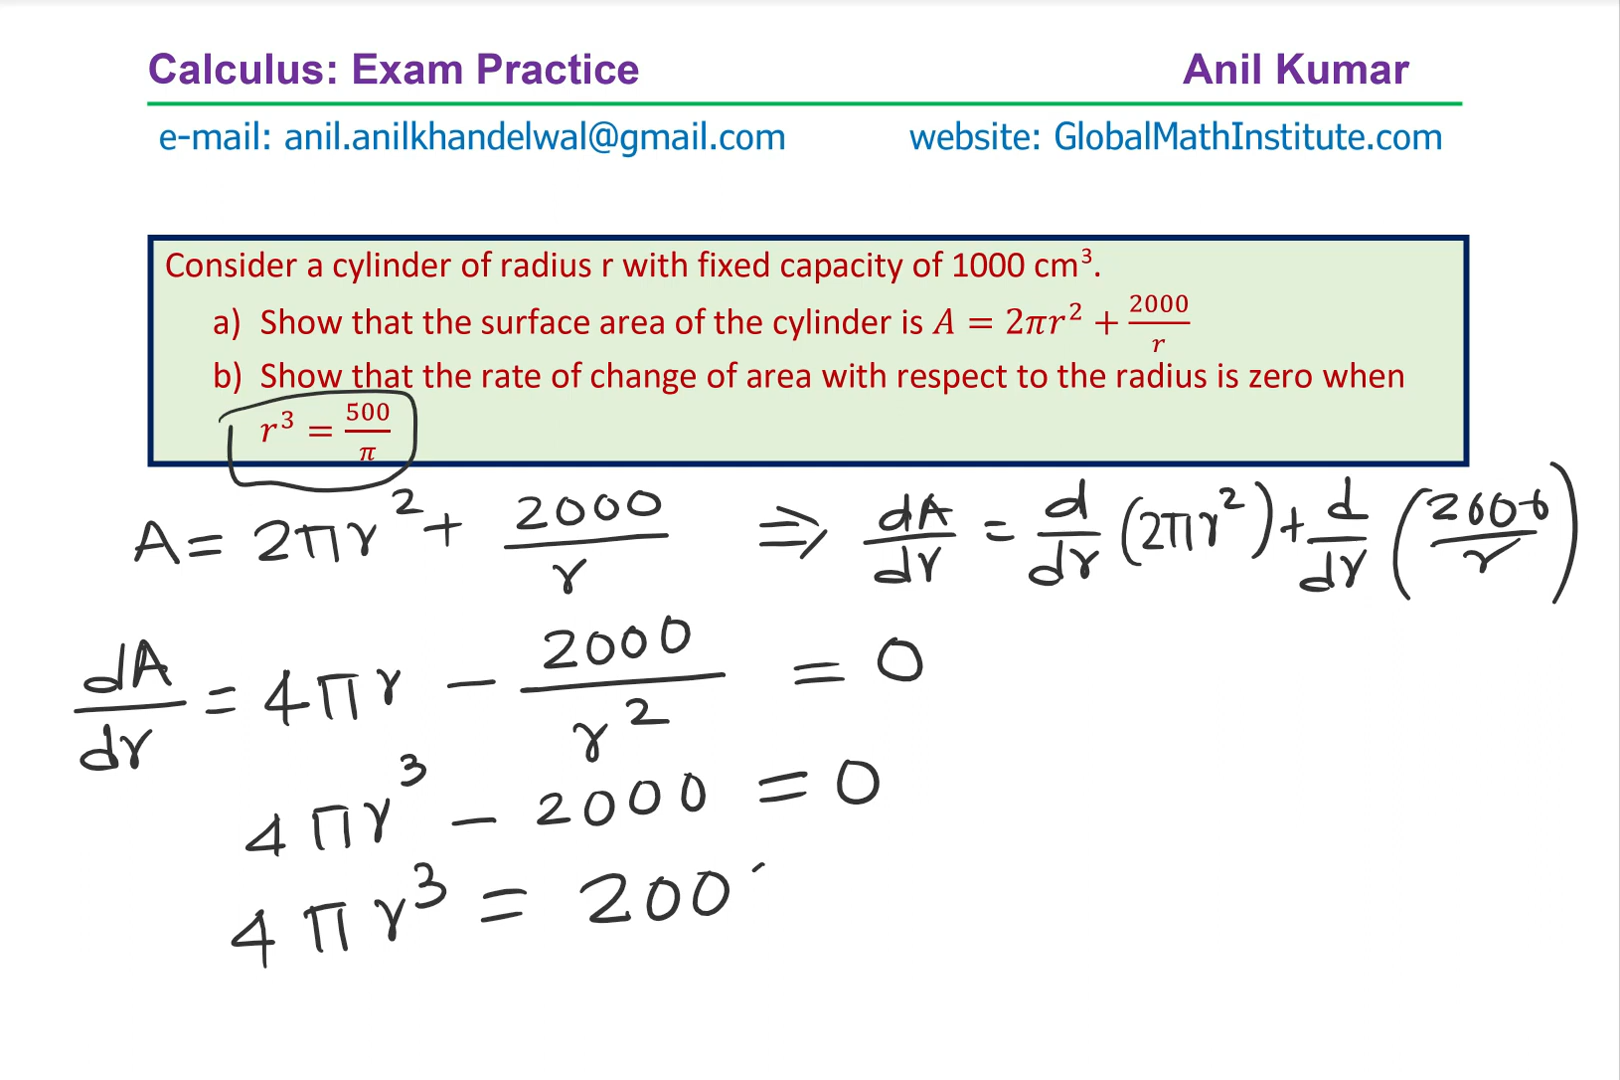 Calculus: Exam Practice Anil Kumar
e-mail: anil.anilkhandelwal@gmail.com website: GlobalMathInstitute.com
Consider a cylinder of radius r with fixed capacity of 1000 cm³.
a) Show that the surface area of the cylinder is A = 2πr² + 2000/r
b) Show that the rate of change of area with respect to the radius is zero when
r³ = 500/π
A = 2πr² + 2000/r ⇒ dA/dr = d/dr (2πr²) + d/dr (2000/r)
dA/dr = 4πr − 2000/r² = 0
4πr³ − 2000 = 0
4πr³ = 200